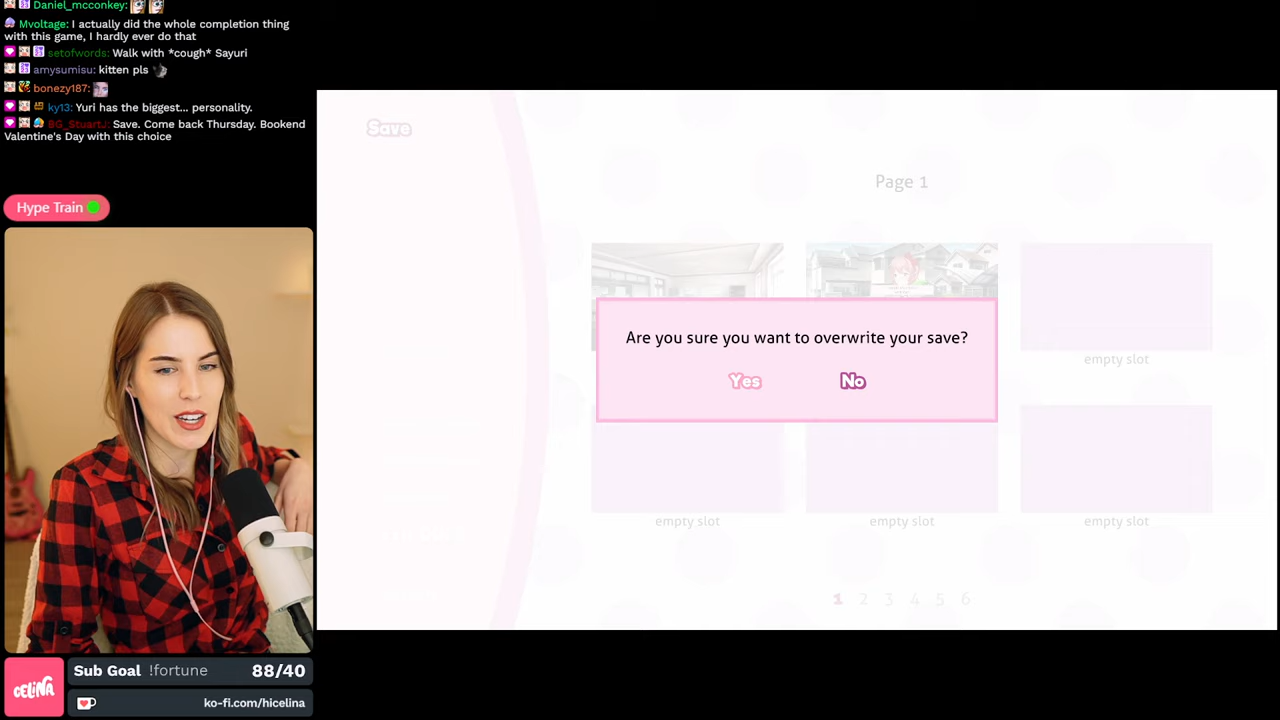 Daniel_mcconkey:
Mvoltage: I actually did the whole completion thing
with this game, I hardly ever do that
setofwords: Walk with *cough* Sayuri
amysumisu: kitten pls
bonezy187:
ky13: Yuri has the biggest... personality.
BG_StuartJ: Save. Come back Thursday. Bookend
Valentine's Day with this choice
Hype Train
Save
Page 1
Are you sure you want to overwrite your save?
Yes No
empty slot
empty slot empty slot empty slot
1 2 3 4 5 6
CELINA
Sub Goal !fortune 88/40
ko-fi.com/hicelina